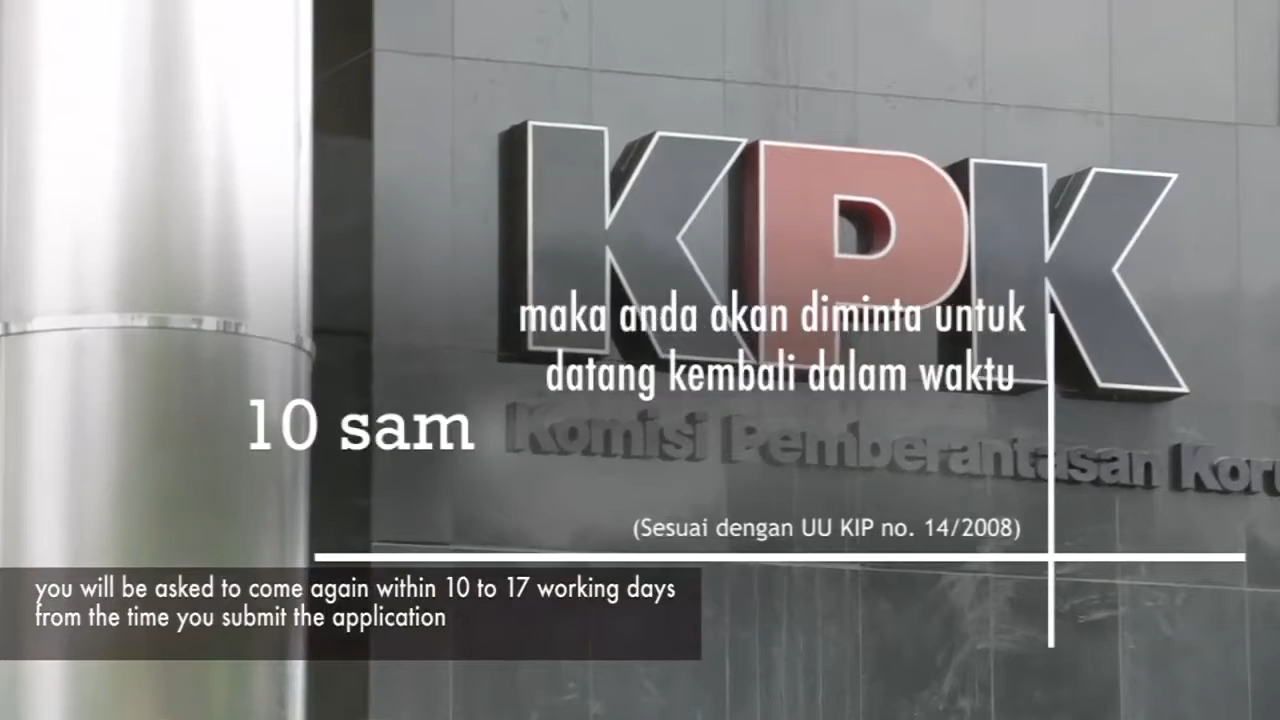 KPK
maka anda akan diminta untuk
datang kembali dalam waktu
10 sam
Komisi Pemberantasan
(Sesuai dengan UU KIP no. 14/2008)
you will be asked to come again within 10 to 17 working days
from the time you submit the application